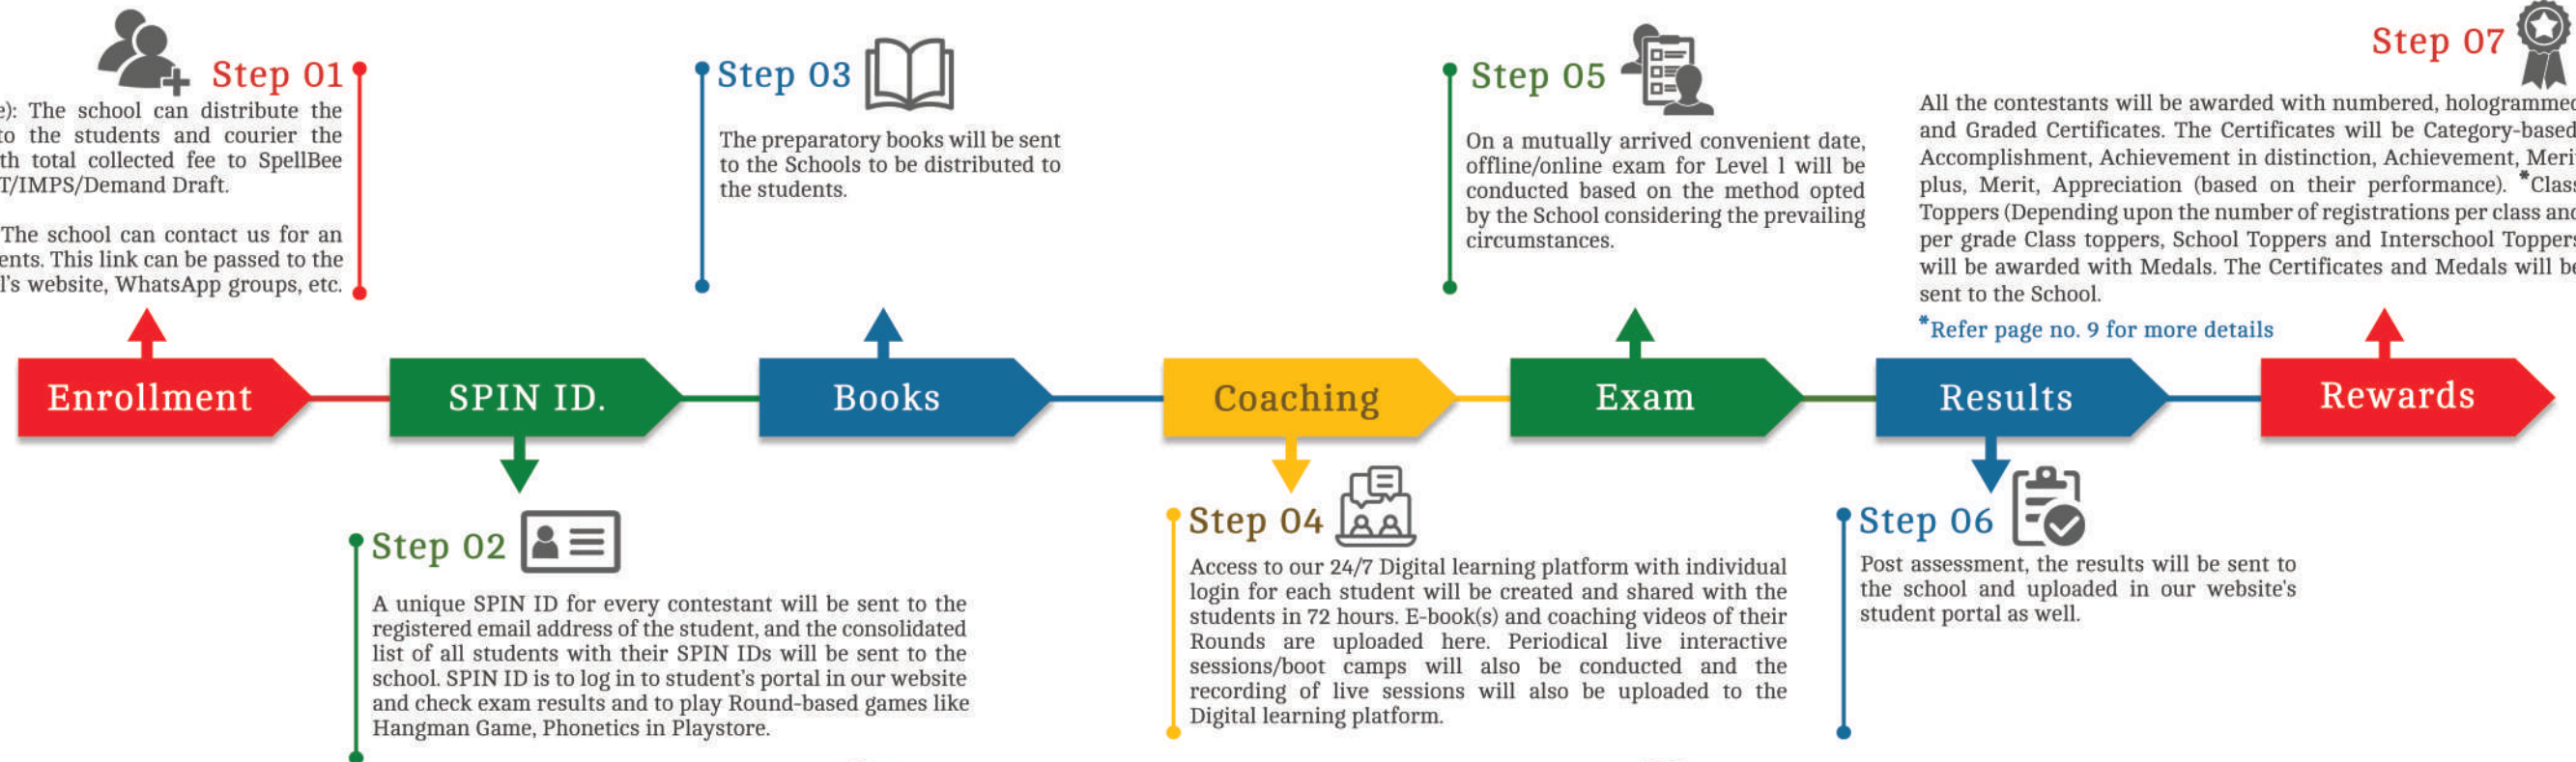 Step 01
e): The school can distribute the
to the students and courier the
th total collected fee to SpellBee
T/IMPS/Demand Draft.
The school can contact us for an
ents. This link can be passed to the
l's website, WhatsApp groups, etc.
Step 03
The preparatory books will be sent
to the Schools to be distributed to
the students.
Step 05
On a mutually arrived convenient date,
offline/online exam for Level 1 will be
conducted based on the method opted
by the School considering the prevailing
circumstances.
Step 07
All the contestants will be awarded with numbered, hologrammed
and Graded Certificates. The Certificates will be Category-based
Accomplishment, Achievement in distinction, Achievement, Merit
plus, Merit, Appreciation (based on their performance). *Class
Toppers (Depending upon the number of registrations per class and
per grade Class toppers, School Toppers and Interschool Toppers
will be awarded with Medals. The Certificates and Medals will be
sent to the School.
*Refer page no. 9 for more details
Enrollment
SPIN ID.
Books
Coaching
Exam
Results
Rewards
Step 02
A unique SPIN ID for every contestant will be sent to the
registered email address of the student, and the consolidated
list of all students with their SPIN IDs will be sent to the
school. SPIN ID is to log in to student's portal in our website
and check exam results and to play Round-based games like
Hangman Game, Phonetics in Playstore.
Step 04
Access to our 24/7 Digital learning platform with individual
login for each student will be created and shared with the
students in 72 hours. E-book(s) and coaching videos of their
Rounds are uploaded here. Periodical live interactive
sessions/boot camps will also be conducted and the
recording of live sessions will also be uploaded to the
Digital learning platform.
Step 06
Post assessment, the results will be sent to
the school and uploaded in our website's
student portal as well.